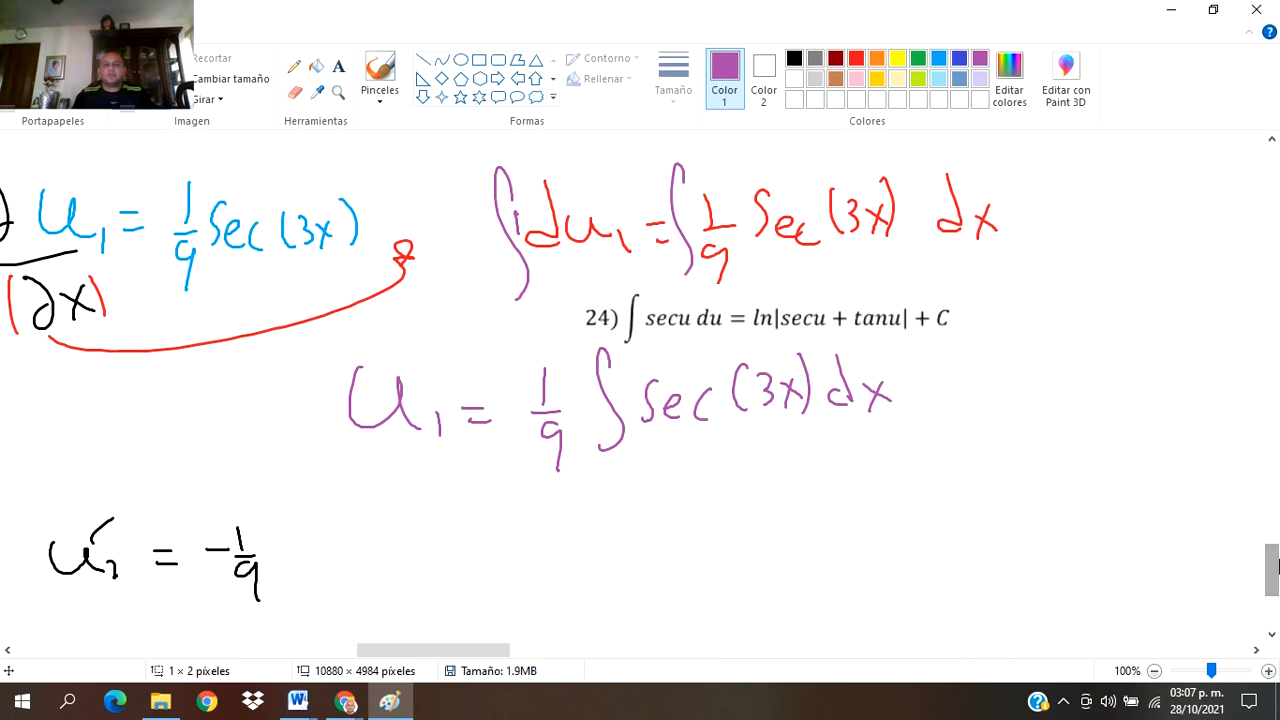 Recortar
Cambiar tamaño
Girar
Portapapeles
Imagen
Pinceles
Herramientas
Contorno
Rellenar
Formas
Tamaño
Color 1
Color 2
Editar colores
Editar con Paint 3D
Colores
u₁ = 1/9 Sec (3x)
∂x
∫ du₁ = ∫ 1/9 Sec (3x) dx
24) ∫ secu du = ln|secu + tanu| + C
U₁ = 1/9 ∫ Sec (3x) dx
u'₂ = -1/9
1 × 2 píxeles
10880 × 4984 píxeles
Tamaño: 1.9MB
100%
03:07 p. m.
28/10/2021